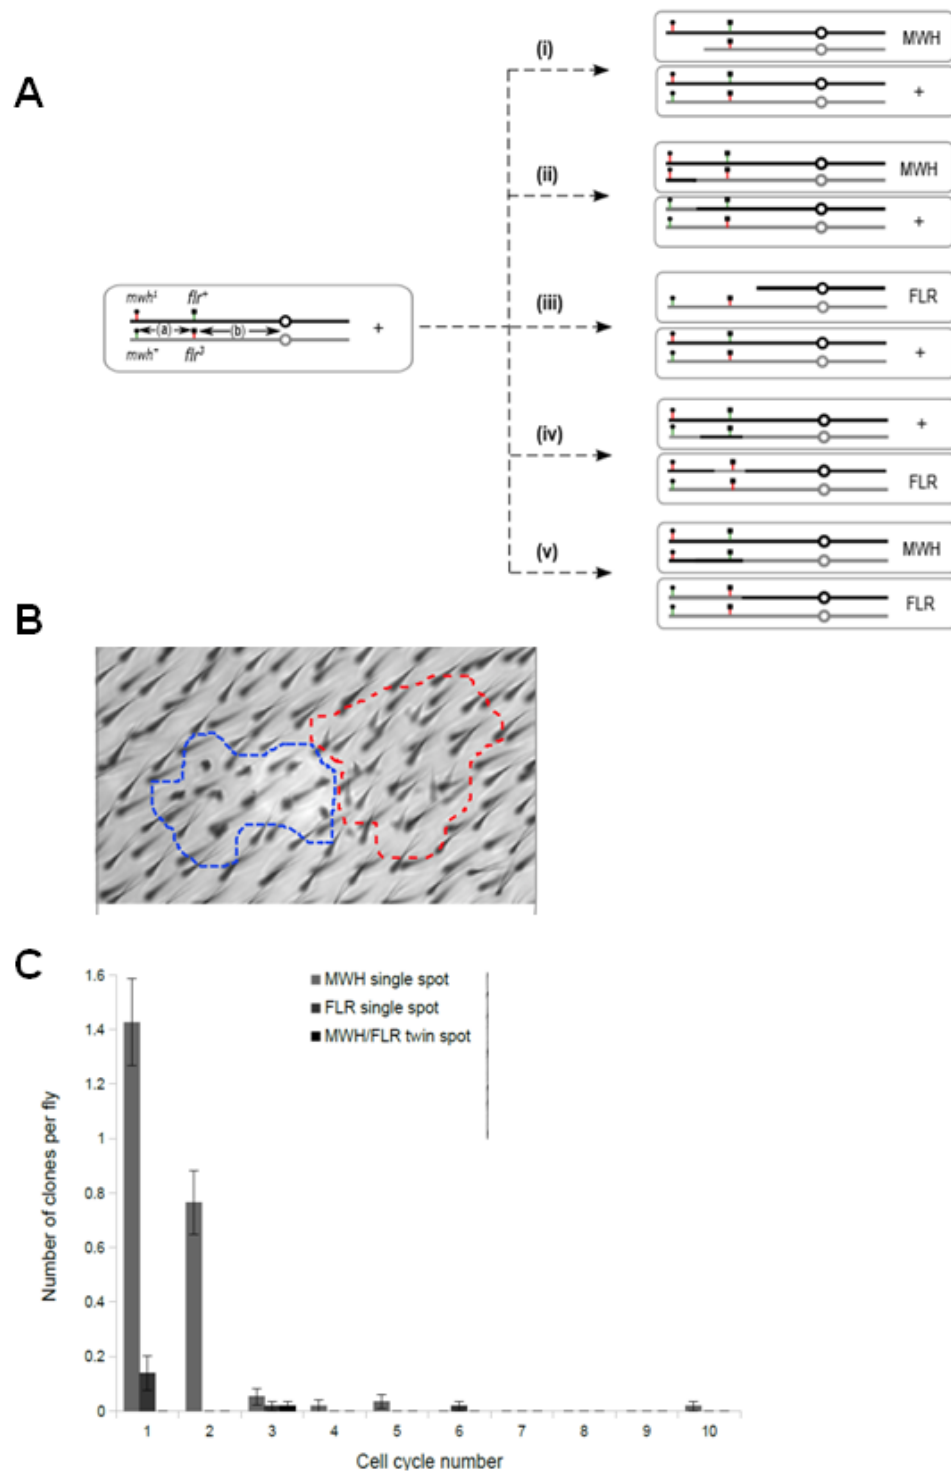 A
mwh¹
flr⁺
(a)
(b)
mwh⁺
flr³
+
(i)
MWH
+
(ii)
MWH
+
(iii)
FLR
+
(iv)
+
FLR
(v)
MWH
FLR
B
C
MWH single spot
FLR single spot
MWH/FLR twin spot
Number of clones per fly
1.6
1.4
1.2
1
0.8
0.6
0.4
0.2
0
1 2 3 4 5 6 7 8 9 10
Cell cycle number